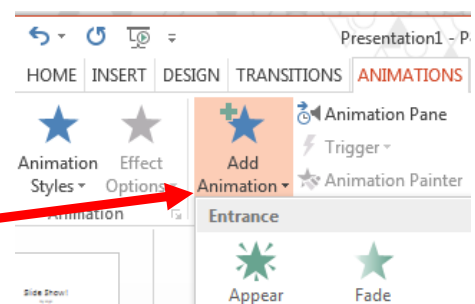 Presentation1 - P
HOME INSERT DESIGN TRANSITIONS ANIMATIONS
Animation Styles
Effect Options
Add Animation
Animation Pane
Trigger
Animation Painter
Animation
Entrance
Slide Show!
Appear Fade